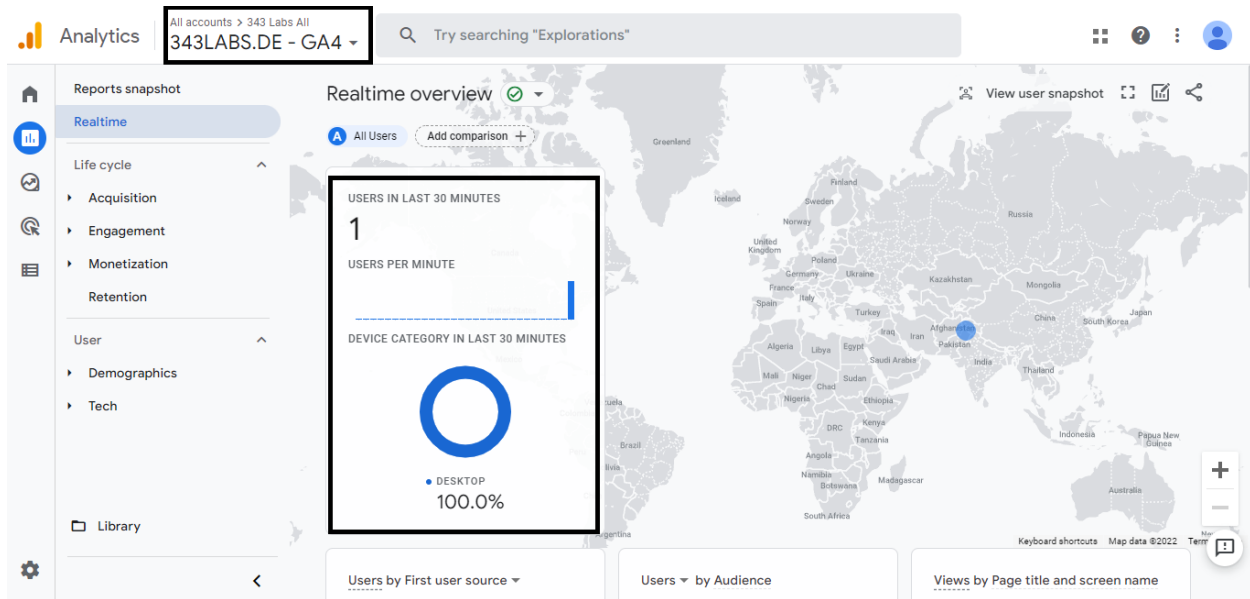 Analytics
All accounts > 343 Labs All
343LABS.DE - GA4
Try searching "Explorations"
Reports snapshot
Realtime
Life cycle
Acquisition
Engagement
Monetization
Retention
User
Demographics
Tech
Library
Realtime overview
View user snapshot
A All Users
Add comparison +
USERS IN LAST 30 MINUTES
1
USERS PER MINUTE
DEVICE CATEGORY IN LAST 30 MINUTES
DESKTOP
100.0%
Greenland
Iceland
Finland
Sweden
Norway
Russia
United
Kingdom
Poland
Germany
Ukraine
France
Kazakhstan
Mongolia
Spain
Italy
Turkey
China
South Korea
Japan
Afghanistan
Iraq
Iran
Pakistan
Algeria
Libya
Egypt
Saudi Arabia
India
Thailand
Mali
Niger
Chad
Sudan
Nigeria
Ethiopia
DRC
Kenya
Tanzania
Indonesia
Papua New
Guinea
Brazil
Angola
Namibia
Botswana
Madagascar
Australia
South Africa
Keyboard shortcuts
Map data ©2022
Users by First user source
Users by Audience
Views by Page title and screen name